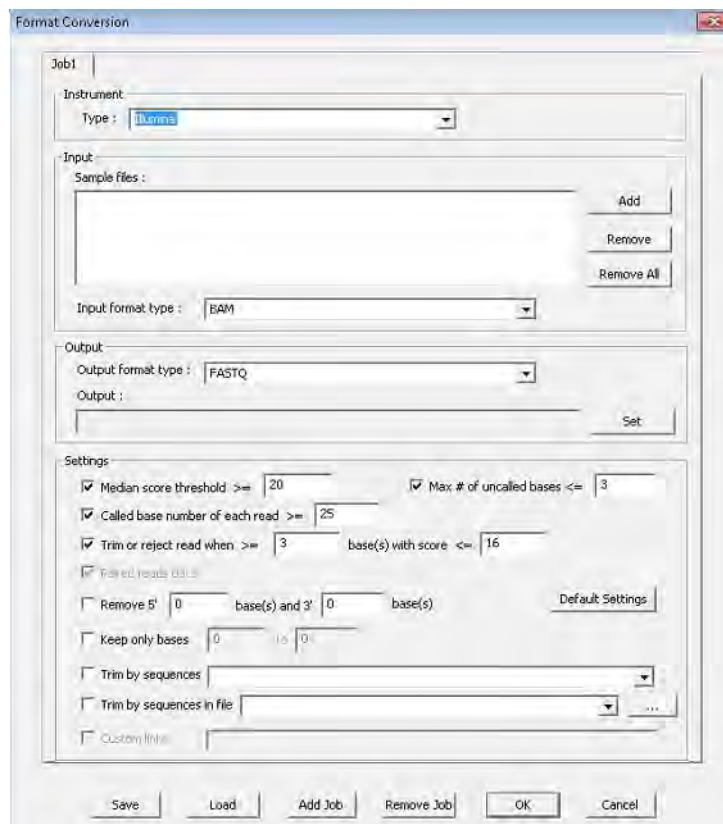 Format Conversion
Job1
Instrument
Type : Illumina
Input
Sample files :
Add
Remove
Remove All
Input format type : BAM
Output
Output format type : FASTQ
Output :
Set
Settings
Median score threshold >= 20 Max # of uncalled bases <= 3
Called base number of each read >= 25
Trim or reject read when >= 3 base(s) with score <= 16
Paired reads data
Remove 5' 0 base(s) and 3' 0 base(s) Default Settings
Keep only bases 0 to 0
Trim by sequences
Trim by sequences in file ...
Custom
Save Load Add Job Remove Job OK Cancel